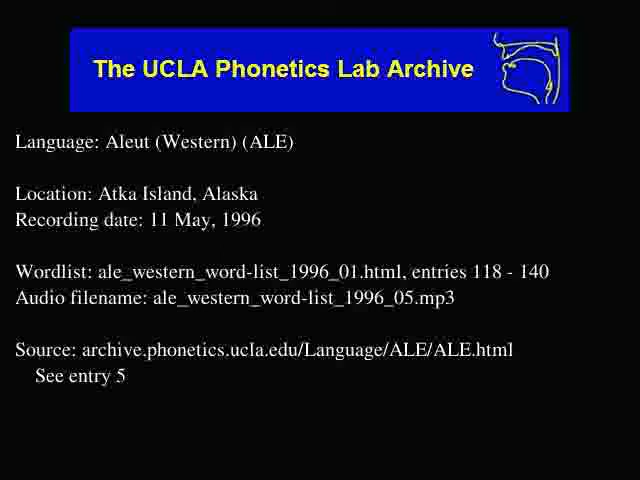 The UCLA Phonetics Lab Archive
Language: Aleut (Western) (ALE)
Location: Atka Island, Alaska
Recording date: 11 May, 1996
Wordlist: ale_western_word-list_1996_01.html, entries 118 - 140
Audio filename: ale_western_word-list_1996_05.mp3
Source: archive.phonetics.ucla.edu/Language/ALE/ALE.html
See entry 5